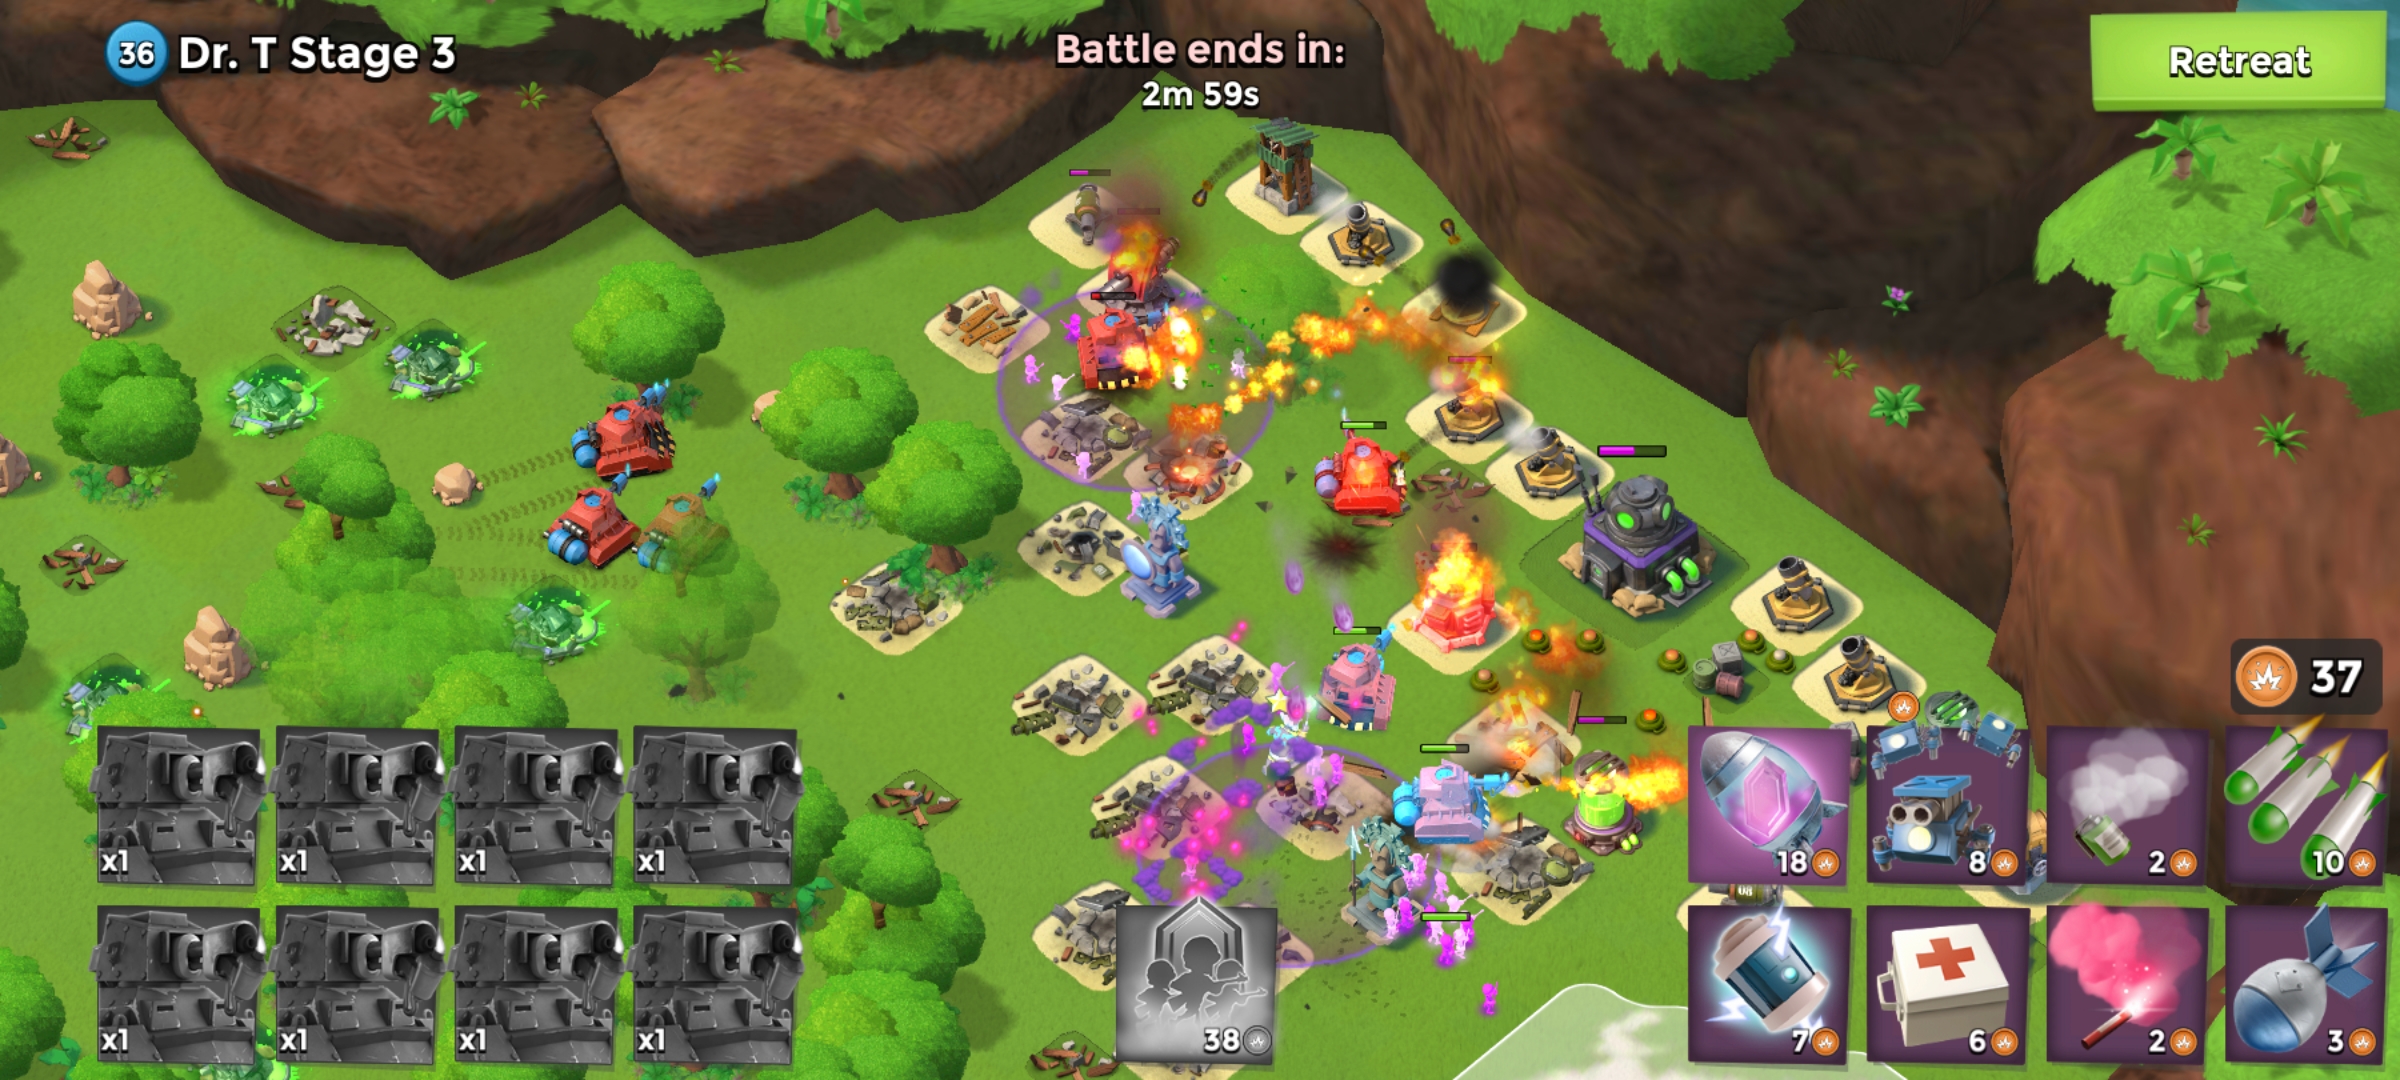 36 Dr. T Stage 3
Battle ends in:
2m 59s
Retreat
37
x1 x1 x1 x1
18 8 2 10
08
x1 x1 x1 x1
38
7 6 2 3